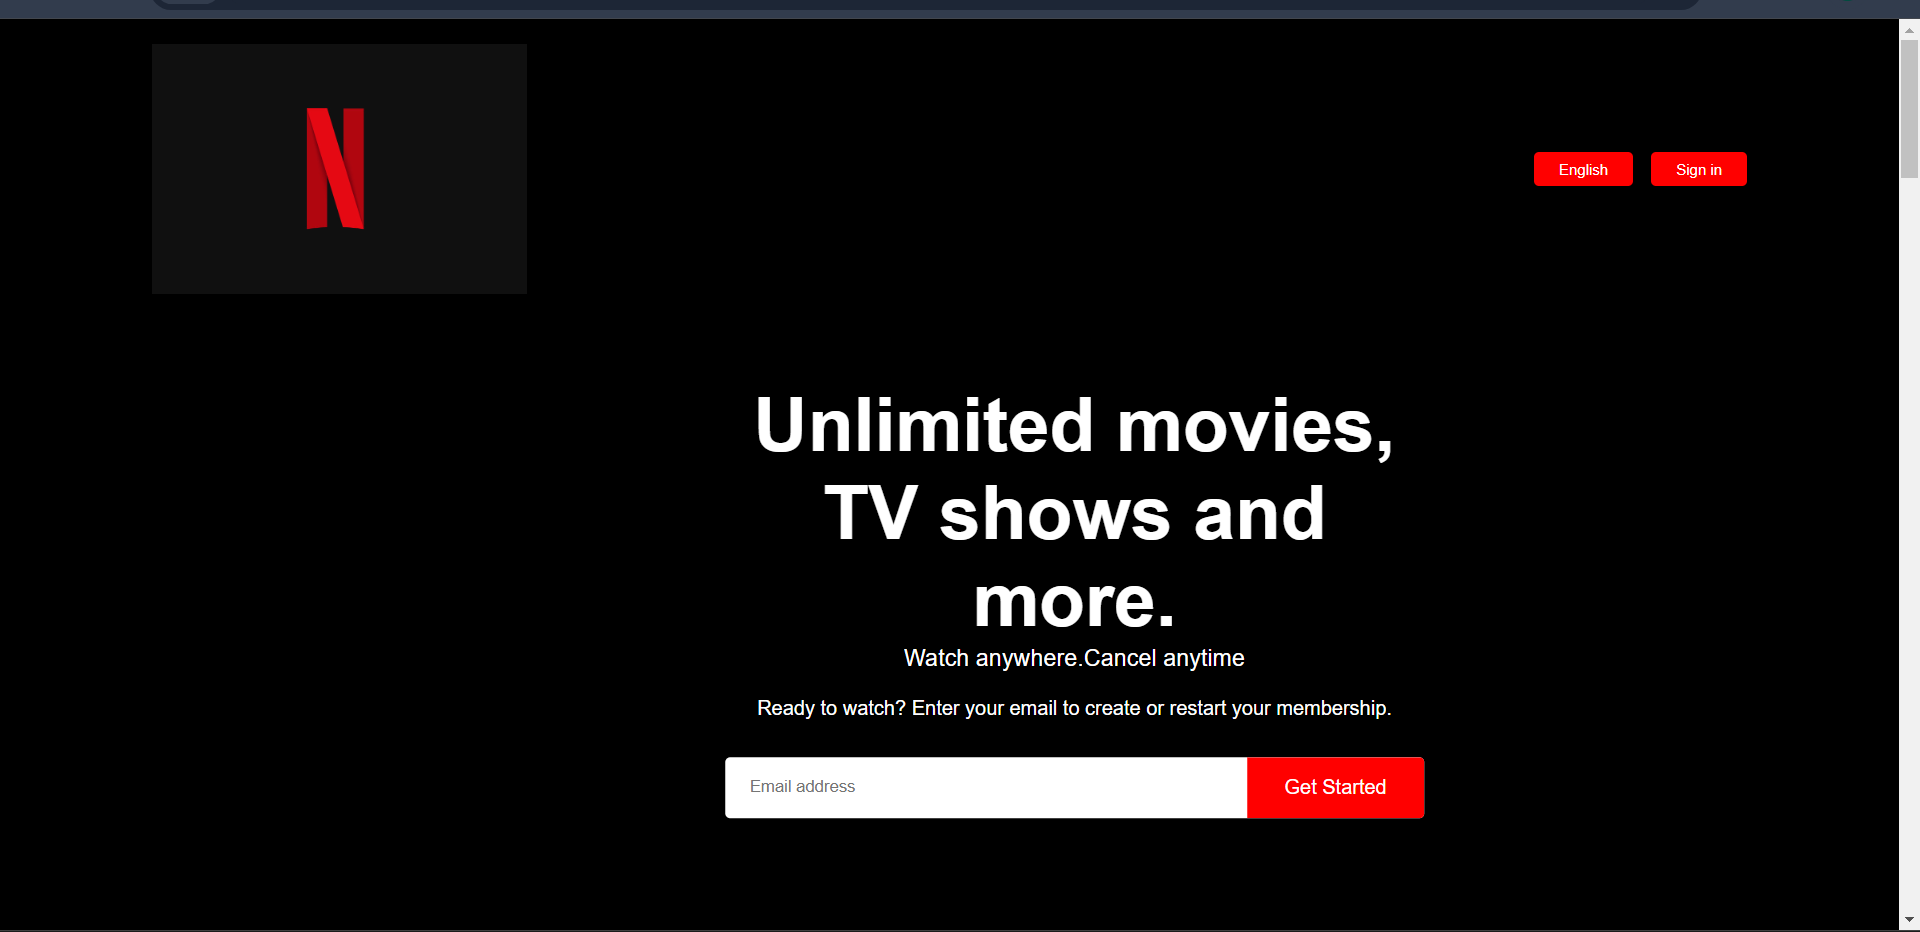 N
English
Sign in
Unlimited movies,
TV shows and
more.
Watch anywhere.Cancel anytime
Ready to watch? Enter your email to create or restart your membership.
Email address
Get Started